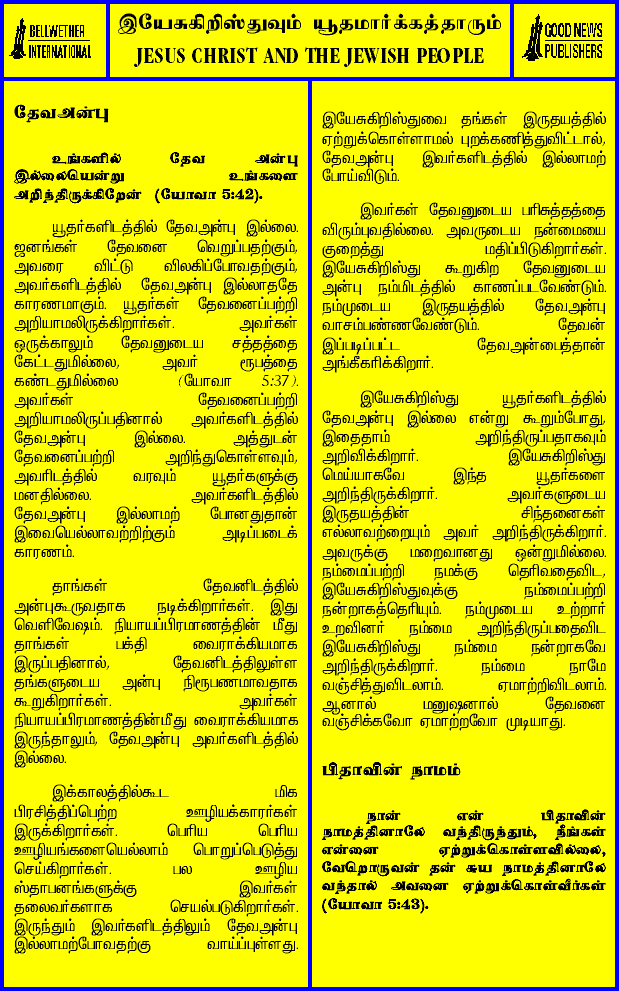 BELLWETHER
INTERNATIONAL
இயேசுகிறிஸ்துவும் யூதமார்க்கத்தாரும்
JESUS CHRIST AND THE JEWISH PEOPLE
GOOD NEWS
PUBLISHERS
தேவஅன்பு
உங்களில் தேவ அன்பு
இல்லையென்று உங்களை
அறிந்திருக்கிறேன் (யோவா 5:42).
யூதர்களிடத்தில் தேவஅன்பு இல்லை.
ஜனங்கள் தேவனை வெறுப்பதற்கும்,
அவரை விட்டு விலகிப்போவதற்கும்,
அவர்களிடத்தில் தேவஅன்பு இல்லாததே
காரணமாகும். யூதர்கள் தேவனைப்பற்றி
அறியாமலிருக்கிறார்கள். அவர்கள்
ஒருக்காலும் தேவனுடைய சத்தத்தை
கேட்டதுமில்லை, அவர் ரூபத்தை
கண்டதுமில்லை (யோவா 5:37).
அவர்கள் தேவனைப்பற்றி
அறியாமலிருப்பதினால் அவர்களிடத்தில்
தேவஅன்பு இல்லை. அத்துடன்
தேவனைப்பற்றி அறிந்துகொள்ளவும்,
அவரிடத்தில் வரவும் யூதர்களுக்கு
மனதில்லை. அவர்களிடத்தில்
தேவஅன்பு இல்லாமற் போனதுதான்
இவையெல்லாவற்றிற்கும் அடிப்படைக்
காரணம்.
தாங்கள் தேவனிடத்தில்
அன்புகூருவதாக நடிக்கிறார்கள். இது
வெளிவேஷம். நியாயப்பிரமாணத்தின் மீது
தாங்கள் பக்தி வைராக்கியமாக
இருப்பதினால், தேவனிடத்திலுள்ள
தங்களுடைய அன்பு நிரூபணமாவதாக
கூறுகிறார்கள். அவர்கள்
நியாயப்பிரமாணத்தின்மீது வைராக்கியமாக
இருந்தாலும், தேவஅன்பு அவர்களிடத்தில்
இல்லை.
இக்காலத்தில்கூட மிக
பிரசித்திப்பெற்ற ஊழியக்காரர்கள்
இருக்கிறார்கள். பெரிய பெரிய
ஊழியங்களையெல்லாம் பொறுப்பெடுத்து
செய்கிறார்கள். பல ஊழிய
ஸ்தாபனங்களுக்கு இவர்கள்
தலைவர்களாக செயல்படுகிறார்கள்.
இருந்தும் இவர்களிடத்திலும் தேவஅன்பு
இல்லாமற்போவதற்கு வாய்ப்புள்ளது.
இயேசுகிறிஸ்துவை தங்கள் இருதயத்தில்
ஏற்றுக்கொள்ளாமல் புறக்கணித்துவிட்டால்,
தேவஅன்பு இவர்களிடத்தில் இல்லாமற்
போய்விடும்.
இவர்கள் தேவனுடைய பரிசுத்தத்தை
விரும்புவதில்லை. அவருடைய நன்மையை
குறைத்து மதிப்பிடுகிறார்கள்.
இயேசுகிறிஸ்து கூறுகிற தேவனுடைய
அன்பு நம்மிடத்தில் காணப்படவேண்டும்.
நம்முடைய இருதயத்தில் தேவஅன்பு
வாசம்பண்ணவேண்டும். தேவன்
இப்படிப்பட்ட தேவஅன்பைத்தான்
அங்கீகரிக்கிறார்.
இயேசுகிறிஸ்து யூதர்களிடத்தில்
தேவஅன்பு இல்லை என்று கூறும்போது,
இதைதாம் அறிந்திருப்பதாகவும்
அறிவிக்கிறார். இயேசுகிறிஸ்து
மெய்யாகவே இந்த யூதர்களை
அறிந்திருக்கிறார். அவர்களுடைய
இருதயத்தின் சிந்தனைகள்
எல்லாவற்றையும் அவர் அறிந்திருக்கிறார்.
அவருக்கு மறைவானது ஒன்றுமில்லை.
நம்மைப்பற்றி நமக்கு தெரிவதைவிட,
இயேசுகிறிஸ்துவுக்கு நம்மைப்பற்றி
நன்றாகத்தெரியும். நம்முடைய உற்றார்
உறவினர் நம்மை அறிந்திருப்பதைவிட
இயேசுகிறிஸ்து நம்மை நன்றாகவே
அறிந்திருக்கிறார். நம்மை நாமே
வஞ்சித்துவிடலாம். ஏமாற்றிவிடலாம்.
ஆனால் மனுஷனால் தேவனை
வஞ்சிக்கவோ ஏமாற்றவோ முடியாது.
பிதாவின் நாமம்
நான் என் பிதாவின்
நாமத்தினாலே வந்திருந்தும், நீங்கள்
என்னை ஏற்றுக்கொள்ளவில்லை,
வேறொருவன் தன் சுய நாமத்தினாலே
வந்தால் அவனை ஏற்றுக்கொள்வீர்கள்
(யோவா 5:43).